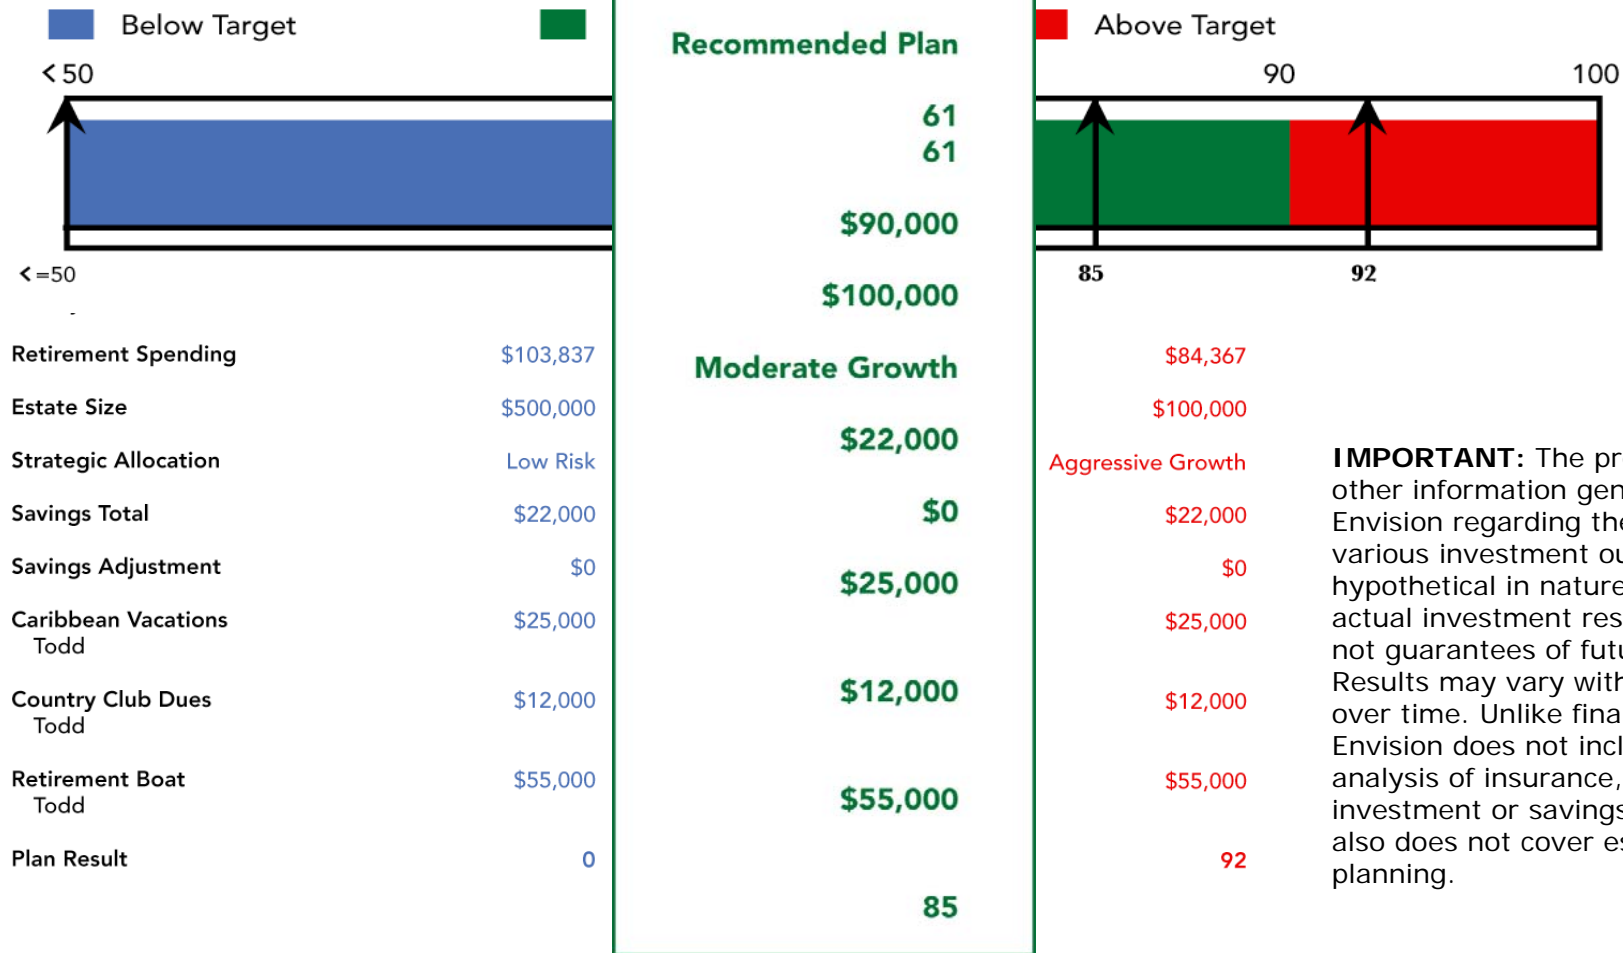 Below Target
Above Target
<50
90
100
<=50
85
92
Recommended Plan
61
61
$90,000
$100,000
Moderate Growth
$22,000
$0
$25,000
$12,000
$55,000
85
Retirement Spending $103,837 $84,367
Estate Size $500,000 $100,000
Strategic Allocation Low Risk Aggressive Growth
Savings Total $22,000 $22,000
Savings Adjustment $0 $0
Caribbean Vacations $25,000 $25,000
Todd
Country Club Dues $12,000 $12,000
Todd
Retirement Boat $55,000 $55,000
Todd
Plan Result 0 92
IMPORTANT: The pr
other information gen
Envision regarding the
various investment ou
hypothetical in nature
actual investment res
not guarantees of futu
Results may vary with
over time. Unlike fina
Envision does not incl
analysis of insurance,
investment or savings
also does not cover es
planning.